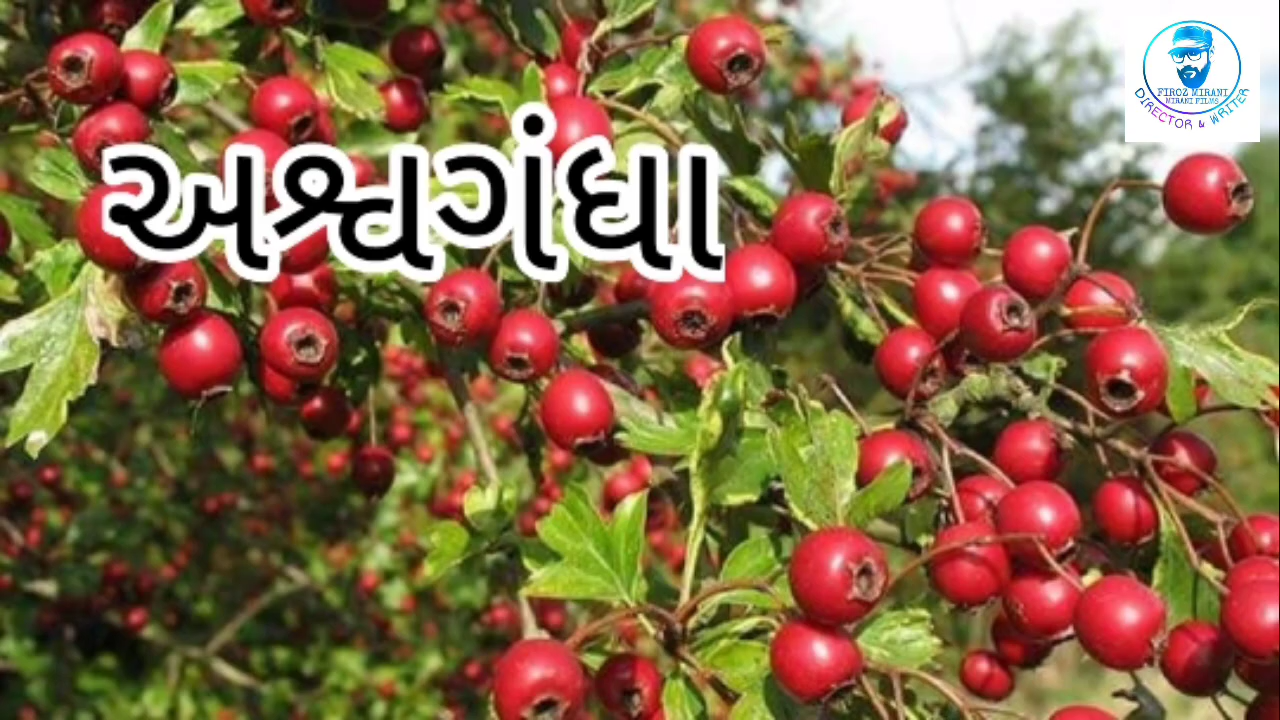 અશ્વગંધા
FIROZ MIRANI
MIRANI FILMS
DIRECTOR & WRITER